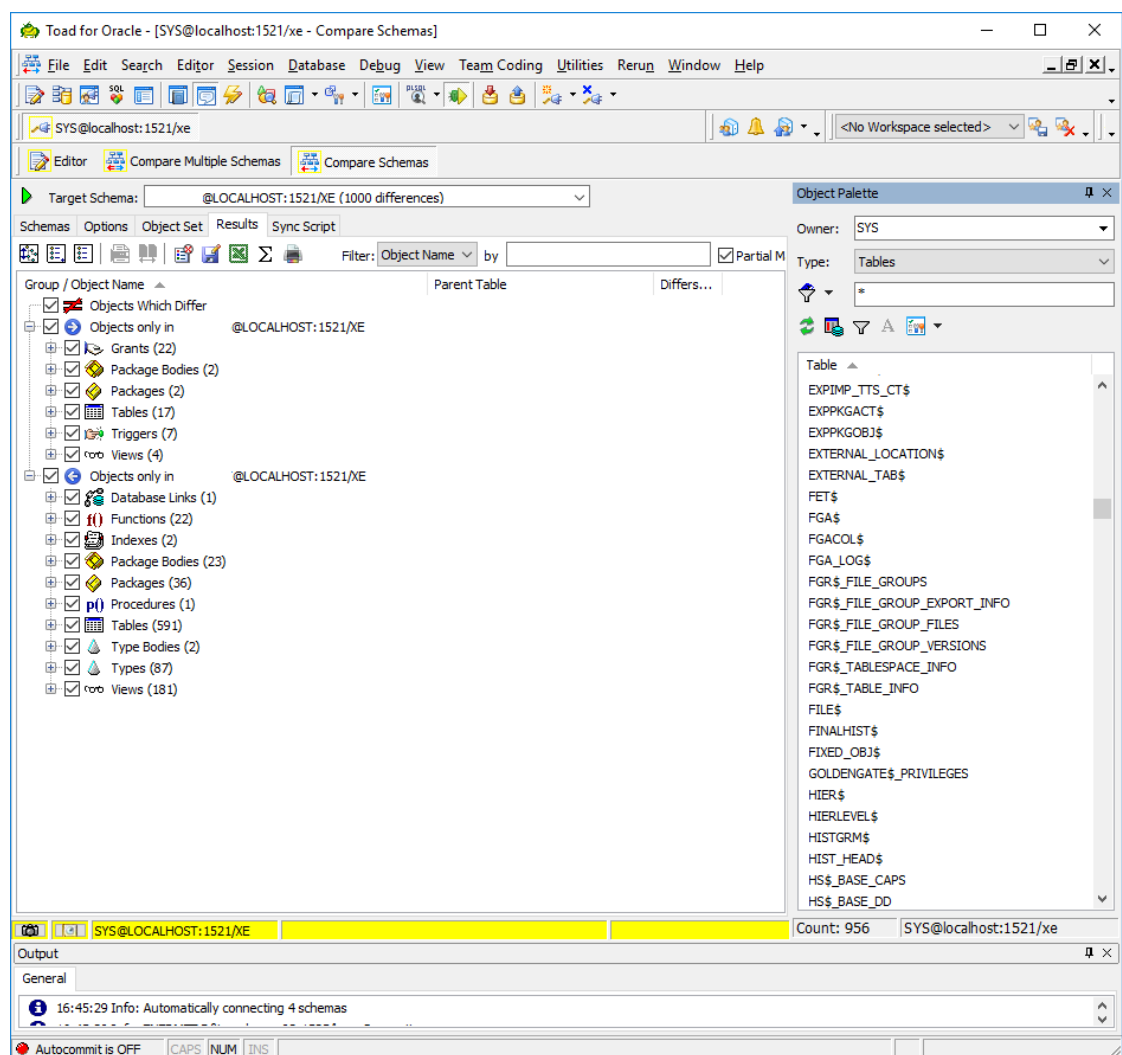 Toad for Oracle - [SYS@localhost:1521/xe - Compare Schemas]
File Edit Search Editor Session Database Debug View Team Coding Utilities Rerun Window Help
SQL PLSQL
SYS@localhost:1521/xe <No Workspace selected>
Editor Compare Multiple Schemas Compare Schemas
Target Schema: @LOCALHOST:1521/XE (1000 differences)
Schemas Options Object Set Results Sync Script
Filter: Object Name by Partial M
Group / Object Name Parent Table Differs...
Objects Which Differ
Objects only in @LOCALHOST:1521/XE
Grants (22)
Package Bodies (2)
Packages (2)
Tables (17)
Triggers (7)
Views (4)
Objects only in @LOCALHOST:1521/XE
Database Links (1)
f() Functions (22)
Indexes (2)
Package Bodies (23)
Packages (36)
p() Procedures (1)
Tables (591)
Type Bodies (2)
Types (87)
Views (181)
SYS@LOCALHOST:1521/XE
Object Palette
Owner: SYS
Type: Tables
*
A
Table
EXPIMP_TTS_CT$
EXPPKGACT$
EXPPKGOBJ$
EXTERNAL_LOCATION$
EXTERNAL_TAB$
FET$
FGA$
FGACOL$
FGA_LOG$
FGR$_FILE_GROUPS
FGR$_FILE_GROUP_EXPORT_INFO
FGR$_FILE_GROUP_FILES
FGR$_FILE_GROUP_VERSIONS
FGR$_TABLESPACE_INFO
FGR$_TABLE_INFO
FILE$
FINALHIST$
FIXED_OBJ$
GOLDENGATE$_PRIVILEGES
HIER$
HIERLEVEL$
HISTGRM$
HIST_HEAD$
HS$_BASE_CAPS
HS$_BASE_DD
Count: 956 SYS@localhost:1521/xe
Output
General
16:45:29 Info: Automatically connecting 4 schemas
Autocommit is OFF CAPS NUM INS